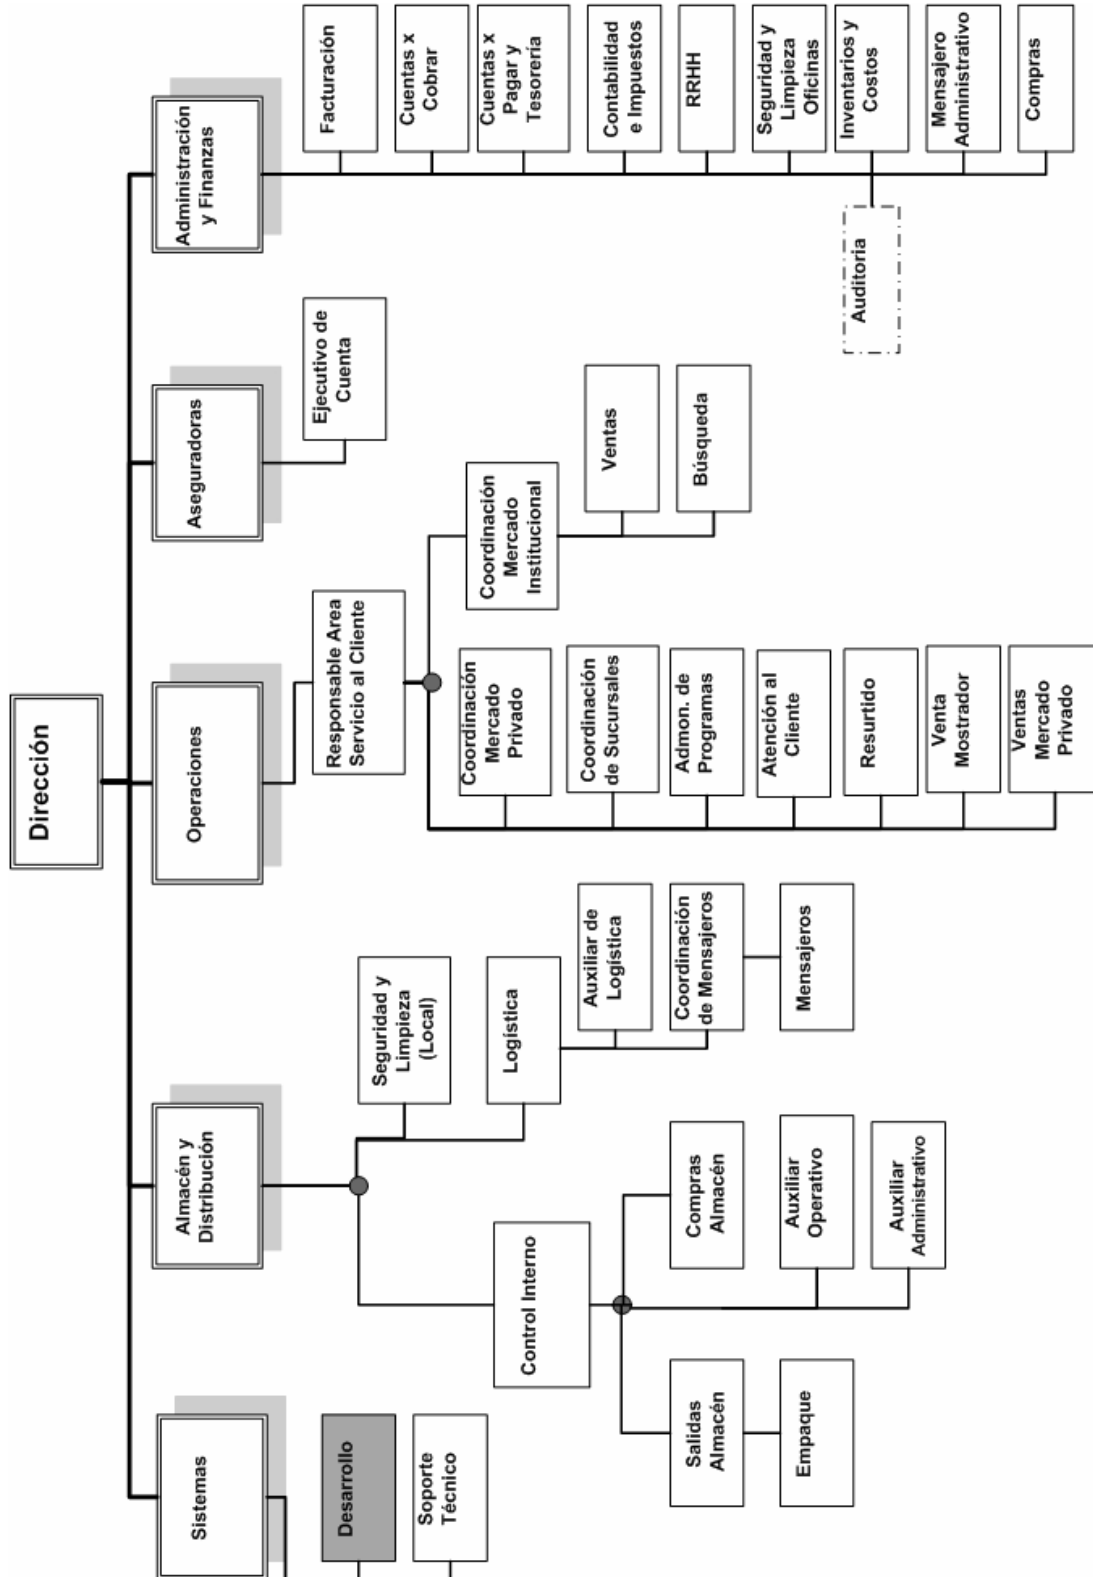 Dirección
Sistemas
Almacén y
Distribución
Operaciones
Aseguradoras
Administración
y Finanzas
Desarrollo
Soporte
Técnico
Seguridad y
Limpieza
(Local)
Logística
Auxiliar de
Logística
Coordinación
de Mensajeros
Mensajeros
Control Interno
Salidas
Almacén
Empaque
Compras
Almacén
Auxiliar
Operativo
Auxiliar
Administrativo
Responsable Area
Servicio al Cliente
Coordinación
Mercado
Privado
Coordinación
de Sucursales
Admon. de
Programas
Atención al
Cliente
Resurtido
Venta
Mostrador
Ventas
Mercado
Privado
Coordinación
Mercado
Institucional
Ventas
Búsqueda
Ejecutivo de
Cuenta
Facturación
Cuentas x
Cobrar
Cuentas x
Pagar y
Tesorería
Contabilidad
e Impuestos
RRHH
Seguridad y
Limpieza
Oficinas
Inventarios y
Costos
Auditoria
Mensajero
Administrativo
Compras